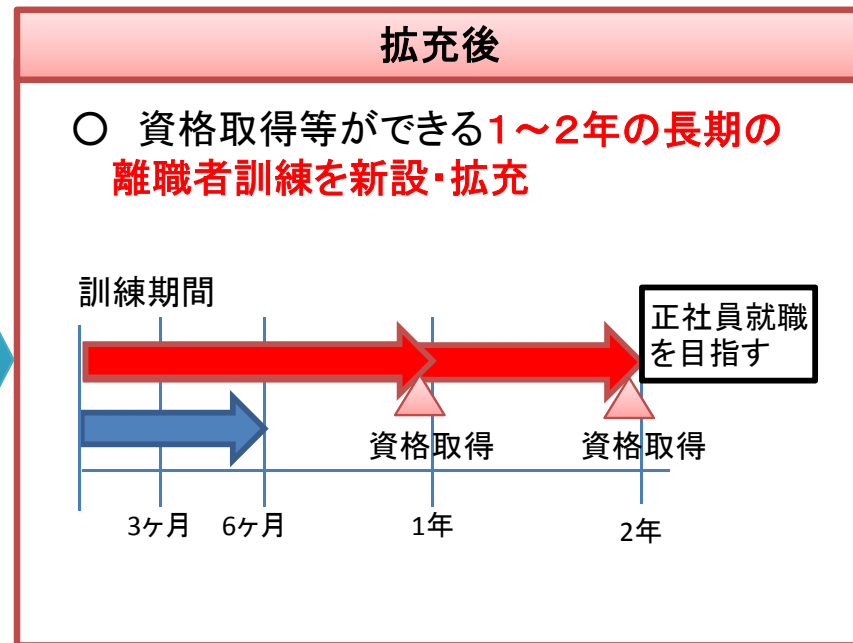 拡充後
○ 資格取得等ができる１～２年の長期の
離職者訓練を新設・拡充
訓練期間
正社員就職
を目指す
資格取得 資格取得
3ヶ月 6ヶ月 1年 2年